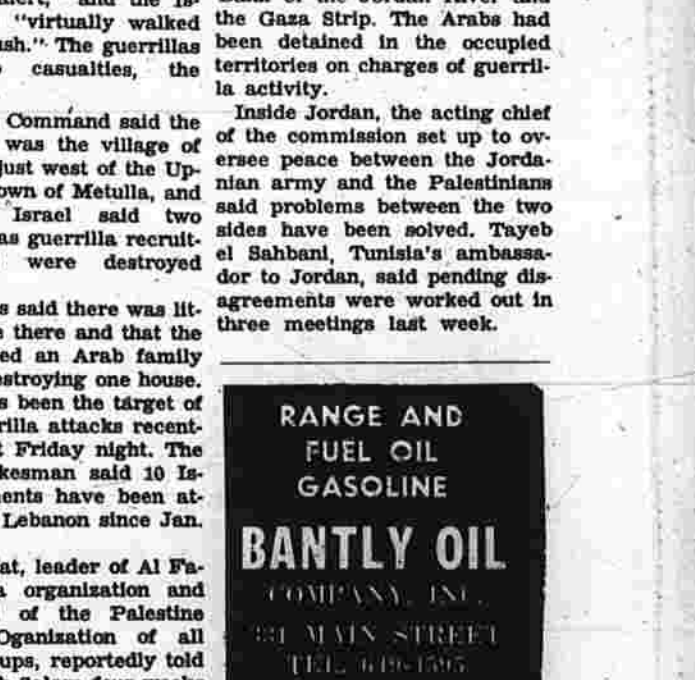 "virtually walked
The guerrillas
casualties, the
Command said the
was the village of
just west of the Up-
own of Metulla, and
Israel said two
as guerrilla recruit-
were destroyed
s said there was lit-
there and that the
ed an Arab family
estroying one house.
s been the target of
rilla attacks recent-
Friday night. The
kesman said 10 Is-
ents have been at-
Lebanon since Jan.
at, leader of Al Fa-
organization and
of the Palestine
Oganization of all
ups, reportedly told
the Gaza Strip. The Arabs had
been detained in the occupied
territories on charges of guerril-
la activity.
Inside Jordan, the acting chief
of the commission set up to ov-
ersee peace between the Jorda-
nian army and the Palestinians
said problems between the two
sides have been solved. Tayeb
el Sahbani, Tunisia's ambassa-
dor to Jordan, said pending dis-
agreements were worked out in
three meetings last week.
RANGE AND
FUEL OIL
GASOLINE
BANTLY OIL
COMPANY, INC.
MAIN STREET
TEL.